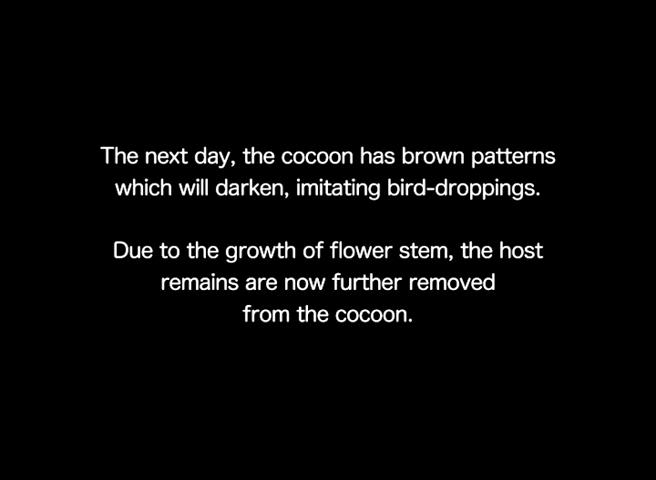 The next day, the cocoon has brown patterns
which will darken, imitating bird-droppings.
Due to the growth of flower stem, the host
remains are now further removed
from the cocoon.